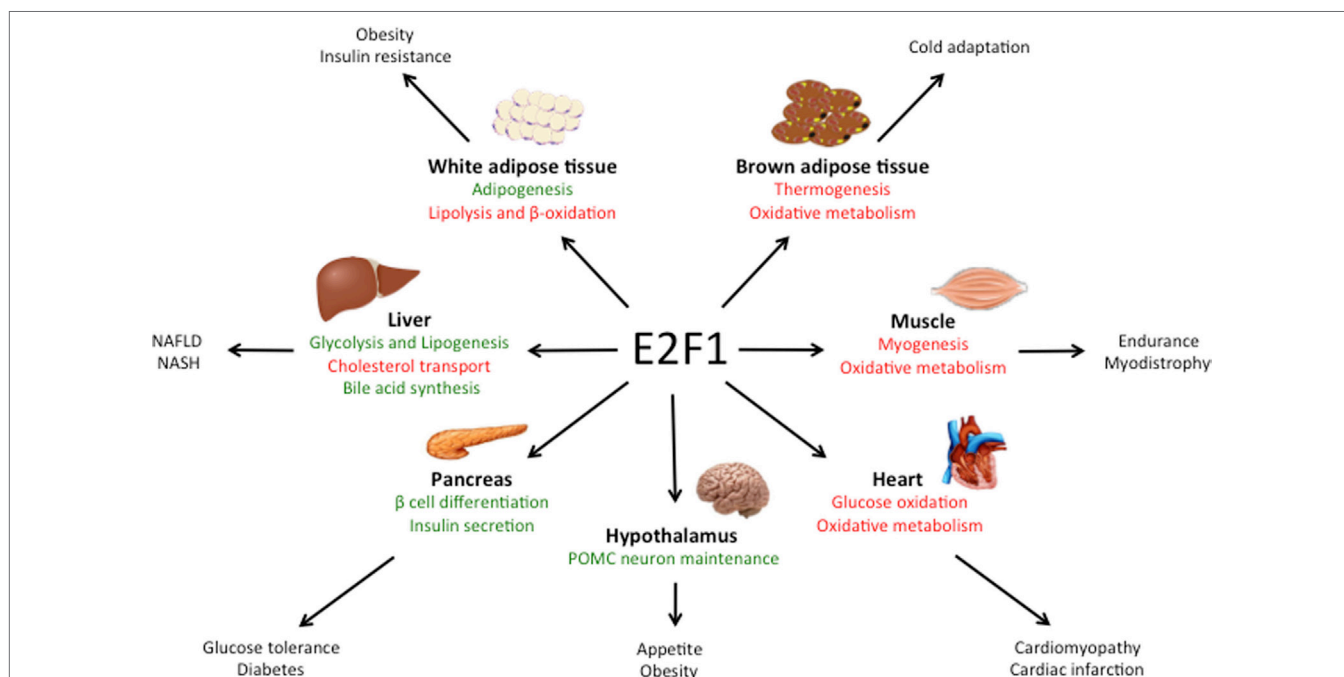 Obesity
Insulin resistance
Cold adaptation
White adipose tissue
Adipogenesis
Lipolysis and β-oxidation
Brown adipose tissue
Thermogenesis
Oxidative metabolism
Liver
Glycolysis and Lipogenesis
Cholesterol transport
Bile acid synthesis
NAFLD
NASH
E2F1
Muscle
Myogenesis
Oxidative metabolism
Endurance
Myodistrophy
Pancreas
β cell differentiation
Insulin secretion
Hypothalamus
POMC neuron maintenance
Heart
Glucose oxidation
Oxidative metabolism
Glucose tolerance
Diabetes
Appetite
Obesity
Cardiomyopathy
Cardiac infarction